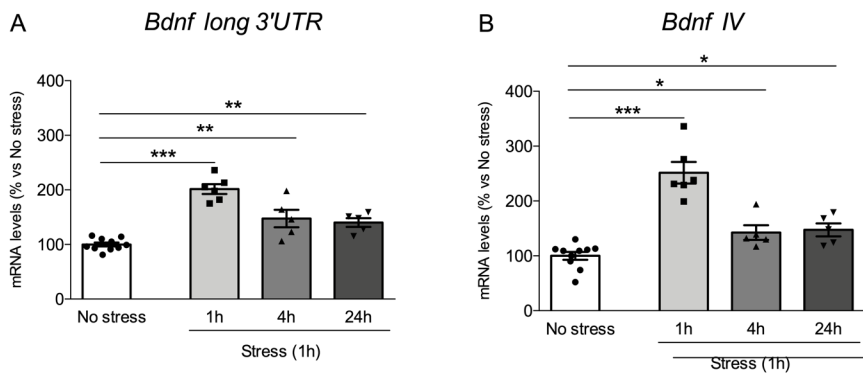 A
Bdnf long 3'UTR
mRNA levels (% vs No stress)
400
300
200
100
0
**
**
***
No stress
1h
4h
24h
Stress (1h)
B
Bdnf IV
mRNA levels (% vs No stress)
400
300
200
100
0
*
*
***
No stress
1h
4h
24h
Stress (1h)